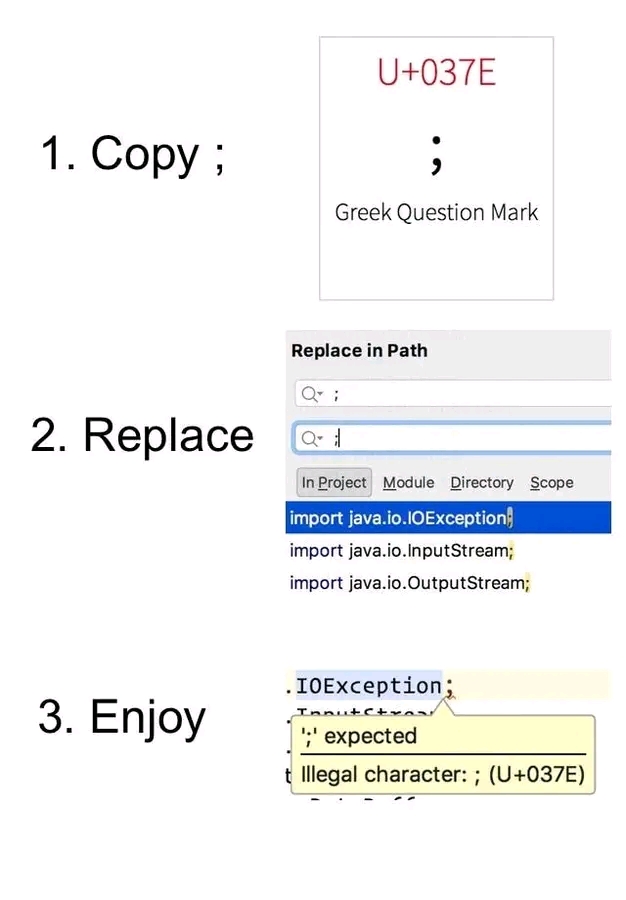 U+037E
1. Copy ;
;
Greek Question Mark
Replace in Path
;
2. Replace
;
In Project Module Directory Scope
import java.io.IOException;
import java.io.InputStream;
import java.io.OutputStream;
.IOException;
3. Enjoy
';' expected
Illegal character: ; (U+037E)